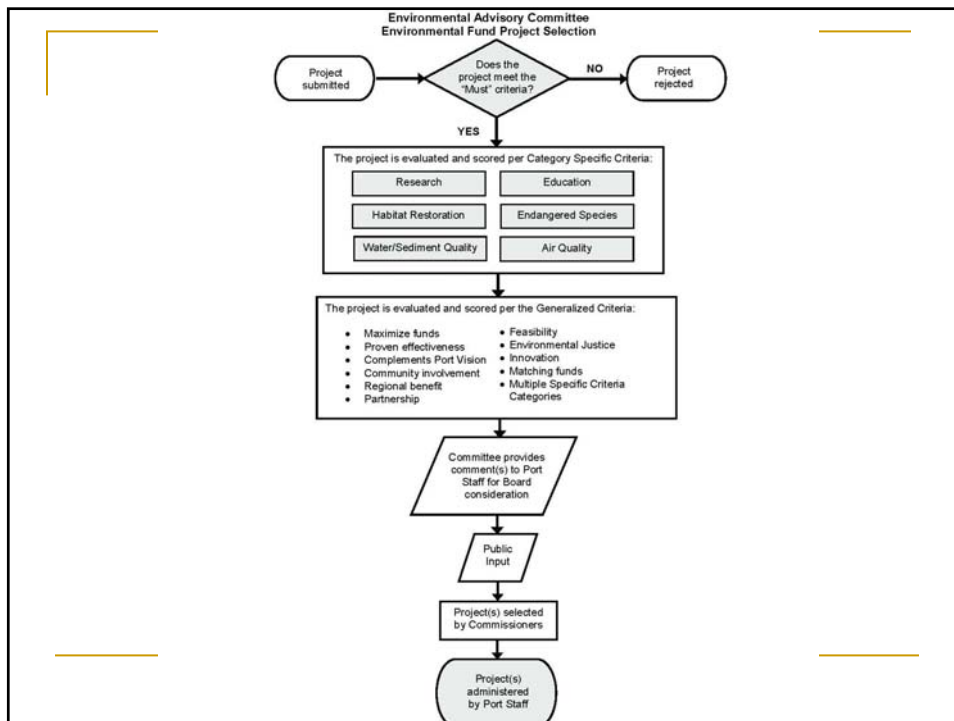 Environmental Advisory Committee
Environmental Fund Project Selection
Project
submitted
Does the
project meet the
"Must" criteria?
NO
Project
rejected
YES
The project is evaluated and scored per Category Specific Criteria:
Research
Education
Habitat Restoration
Endangered Species
Water/Sediment Quality
Air Quality
The project is evaluated and scored per the Generalized Criteria:
• Maximize funds
• Proven effectiveness
• Complements Port Vision
• Community involvement
• Regional benefit
• Partnership
• Feasibility
• Environmental Justice
• Innovation
• Matching funds
• Multiple Specific Criteria
Categories
Committee provides
comment(s) to Port
Staff for Board
consideration
Public
Input
Project(s) selected
by Commissioners
Project(s)
administered
by Port Staff